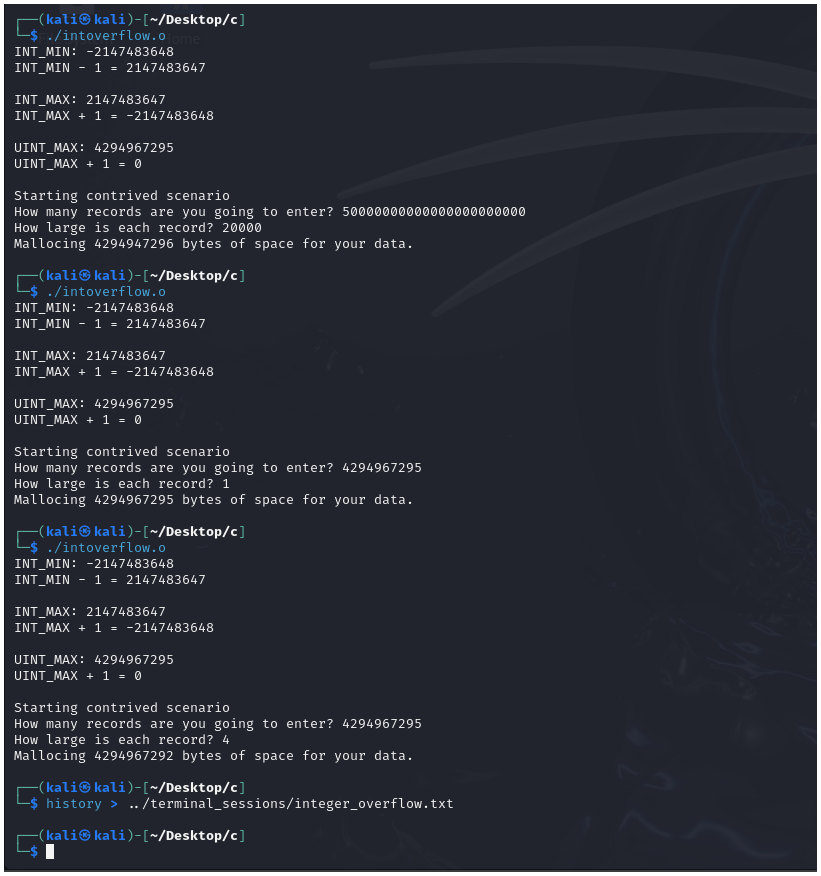 ┌──(kali㉿kali)-[~/Desktop/c]
└─$ ./intoverflow.o
INT_MIN: -2147483648
INT_MIN - 1 = 2147483647
INT_MAX: 2147483647
INT_MAX + 1 = -2147483648
UINT_MAX: 4294967295
UINT_MAX + 1 = 0
Starting contrived scenario
How many records are you going to enter? 50000000000000000000000
How large is each record? 20000
Mallocing 4294947296 bytes of space for your data.
┌──(kali㉿kali)-[~/Desktop/c]
└─$ ./intoverflow.o
INT_MIN: -2147483648
INT_MIN - 1 = 2147483647
INT_MAX: 2147483647
INT_MAX + 1 = -2147483648
UINT_MAX: 4294967295
UINT_MAX + 1 = 0
Starting contrived scenario
How many records are you going to enter? 4294967295
How large is each record? 1
Mallocing 4294967295 bytes of space for your data.
┌──(kali㉿kali)-[~/Desktop/c]
└─$ ./intoverflow.o
INT_MIN: -2147483648
INT_MIN - 1 = 2147483647
INT_MAX: 2147483647
INT_MAX + 1 = -2147483648
UINT_MAX: 4294967295
UINT_MAX + 1 = 0
Starting contrived scenario
How many records are you going to enter? 4294967295
How large is each record? 4
Mallocing 4294967292 bytes of space for your data.
┌──(kali㉿kali)-[~/Desktop/c]
└─$ history > ../terminal_sessions/integer_overflow.txt
┌──(kali㉿kali)-[~/Desktop/c]
└─$